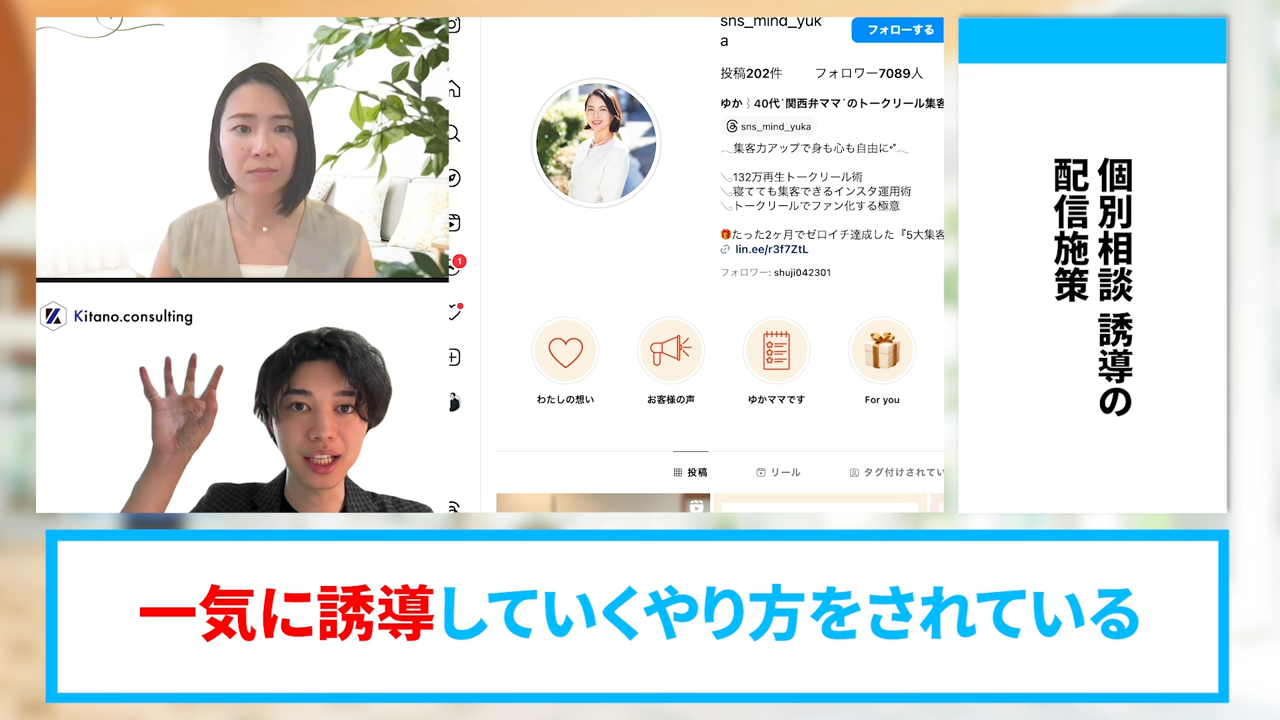 Kitano.consulting
sns_mind_yuk
a
フォローする
投稿202件
フォロワー7089人
ゆか ⌇ 40代˙関西弁ママ˙のトークリール集客
sns_mind_yuka
集客力アップで身も心も自由に
132万再生トークリール術
寝てても集客できるインスタ運用術
トークリールでファン化する極意
🎁たった2ヶ月でゼロイチ達成した『5大集客
lin.ee/r3f7ZtL
フォロワー: shuji042301
わたしの想い
お客様の声
ゆかママです
For you
投稿
リール
タグ付けされてい
1
個別相談 誘導の
配信施策
一気に誘導していくやり方をされている